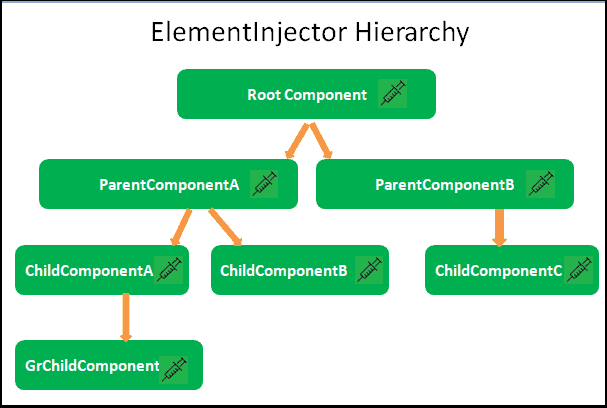 ElementInjector Hierarchy
Root Component
ParentComponentA
ParentComponentB
ChildComponentA
ChildComponentB
ChildComponentC
GrChildComponent